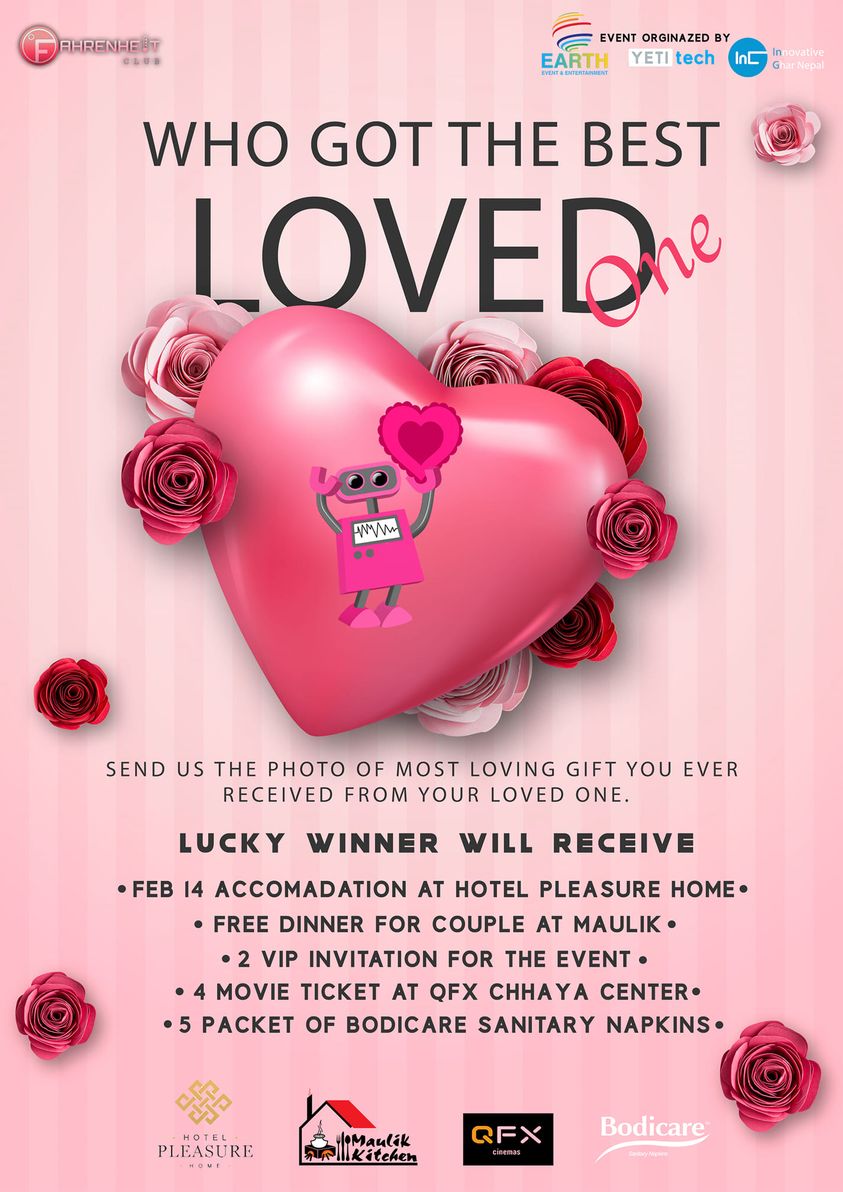 FAHRENHEIT
CLUB
EVENT ORGINAZED BY
EARTH
EVENT & ENTERTAINMENT
YETI tech
InG
Innovative
Ghar Nepal
WHO GOT THE BEST
LOVED
One
SEND US THE PHOTO OF MOST LOVING GIFT YOU EVER
RECEIVED FROM YOUR LOVED ONE.
LUCKY WINNER WILL RECEIVE
• FEB 14 ACCOMADATION AT HOTEL PLEASURE HOME •
• FREE DINNER FOR COUPLE AT MAULIK •
• 2 VIP INVITATION FOR THE EVENT •
• 4 MOVIE TICKET AT QFX CHHAYA CENTER •
• 5 PACKET OF BODICARE SANITARY NAPKINS •
· HOTEL ·
PLEASURE
· HOME ·
Maulik
Kitchen
QFX
cinemas
Bodicare™
Sanitary Napkins